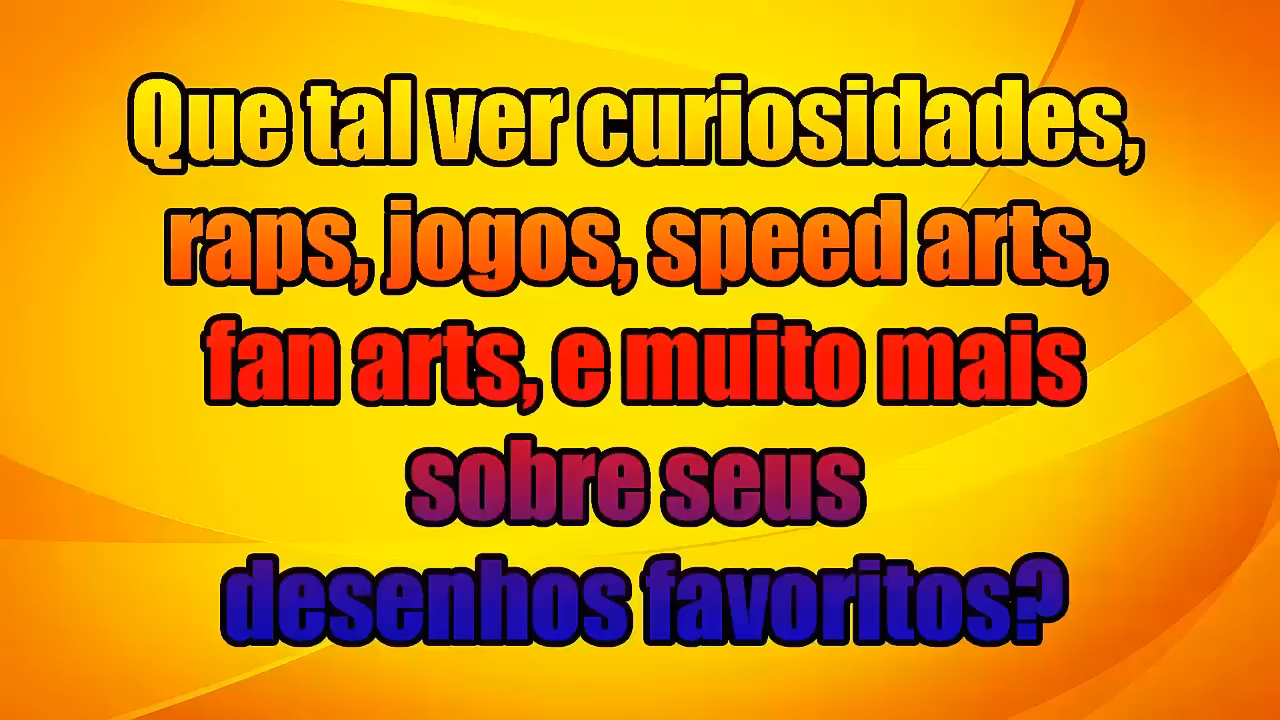 Que tal ver curiosidades,
raps, jogos, speed arts,
fan arts, e muito mais
sobre seus
desenhos favoritos?